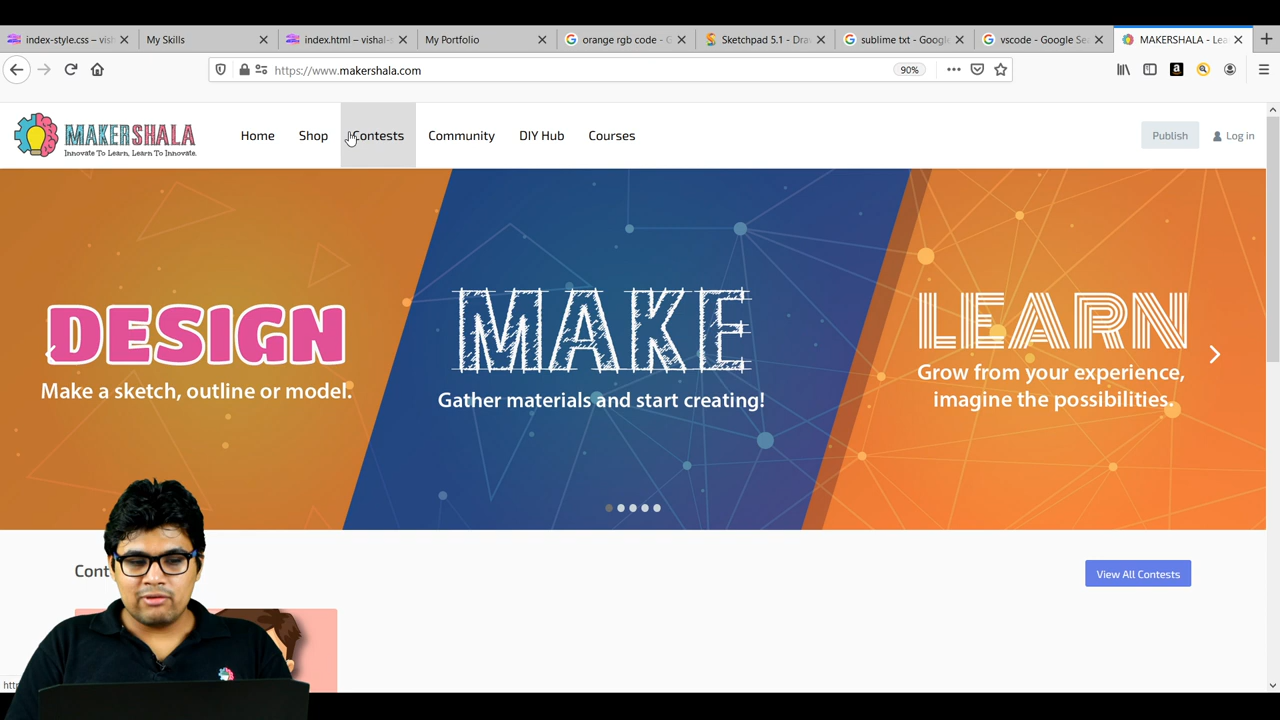 index-style.css – vish
My Skills
index.html – vishal-s
My Portfolio
orange rgb code - G
Sketchpad 5.1 - Dra
sublime txt - Google
vscode - Google Se
MAKERSHALA - Lea
https://www.makershala.com
90%
MAKERSHALA
Innovate To Learn, Learn To Innovate.
Home
Shop
Contests
Community
DIY Hub
Courses
Publish
Log in
DESIGN
Make a sketch, outline or model.
MAKE
Gather materials and start creating!
LEARN
Grow from your experience,
imagine the possibilities.
Cont
View All Contests